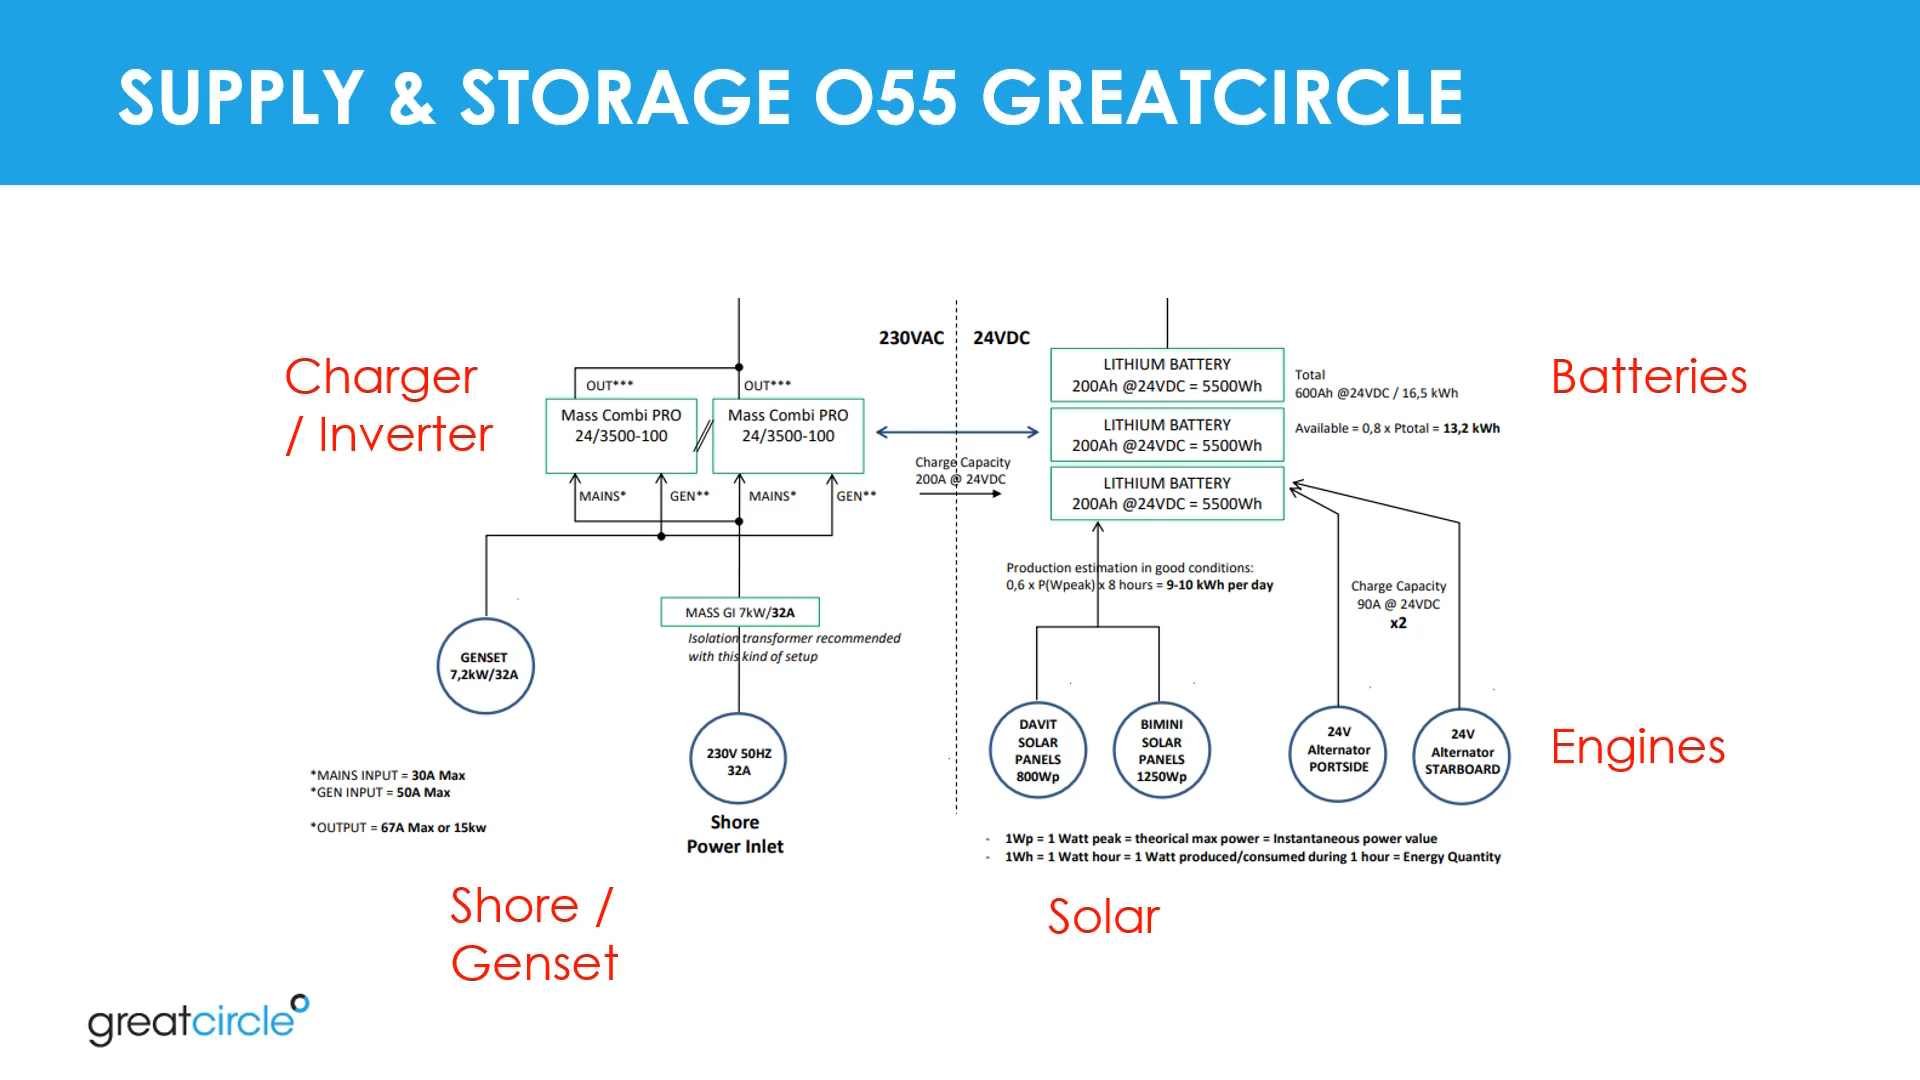 SUPPLY & STORAGE O55 GREATCIRCLE
230VAC
24VDC
Charger
/ Inverter
OUT***
OUT***
Mass Combi PRO
24/3500-100
Mass Combi PRO
24/3500-100
MAINS*
GEN**
MAINS*
GEN**
Charge Capacity
200A @ 24VDC
LITHIUM BATTERY
200Ah @24VDC = 5500Wh
LITHIUM BATTERY
200Ah @24VDC = 5500Wh
LITHIUM BATTERY
200Ah @24VDC = 5500Wh
Total
600Ah @24VDC / 16,5 kWh
Available = 0,8 x Ptotal = 13,2 kWh
Batteries
Production estimation in good conditions:
0,6 x P(Wpeak) x 8 hours = 9-10 kWh per day
Charge Capacity
90A @ 24VDC
x2
MASS GI 7kW/32A
Isolation transformer recommended
with this kind of setup
GENSET
7,2kW/32A
230V 50HZ
32A
Shore
Power Inlet
DAVIT
SOLAR
PANELS
800Wp
BIMINI
SOLAR
PANELS
1250Wp
24V
Alternator
PORTSIDE
24V
Alternator
STARBOARD
Engines
*MAINS INPUT = 30A Max
*GEN INPUT = 50A Max
*OUTPUT = 67A Max or 15kw
- 1Wp = 1 Watt peak = theorical max power = Instantaneous power value
- 1Wh = 1 Watt hour = 1 Watt produced/consumed during 1 hour = Energy Quantity
Shore /
Genset
Solar
greatcircle